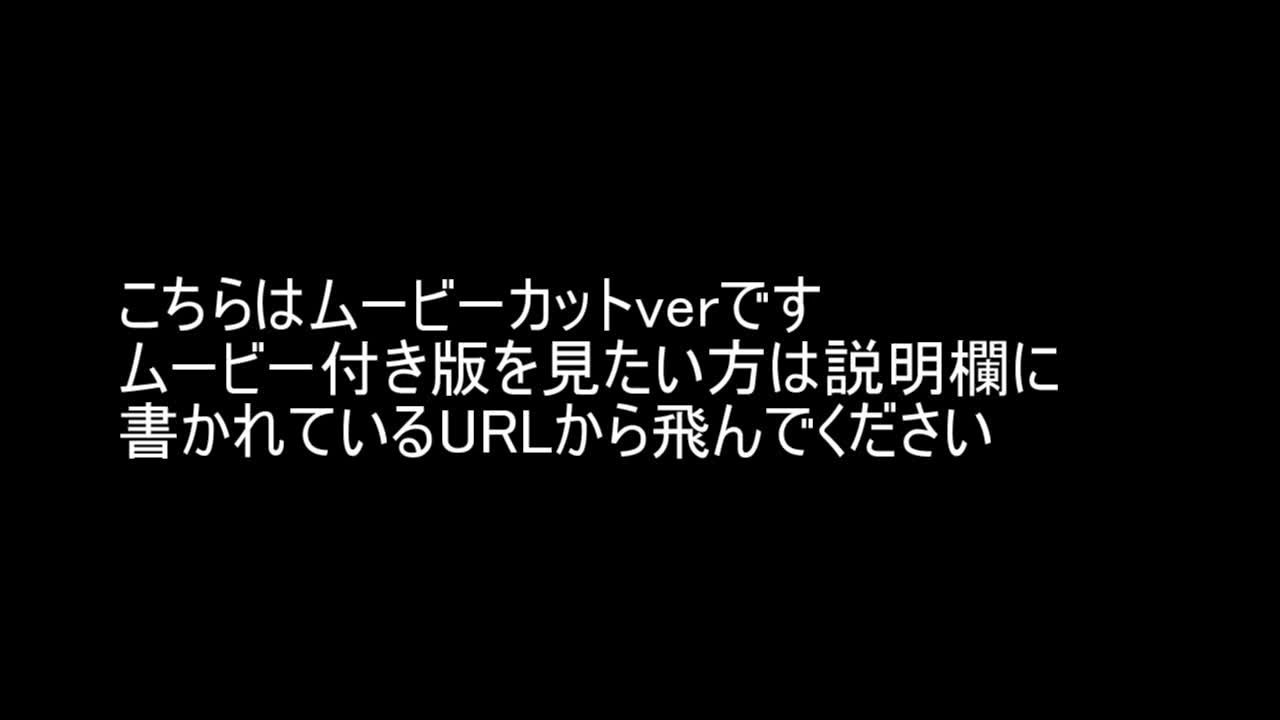 こちらはムービーカットverです
ムービー付き版を見たい方は説明欄に
書かれているURLから飛んでください